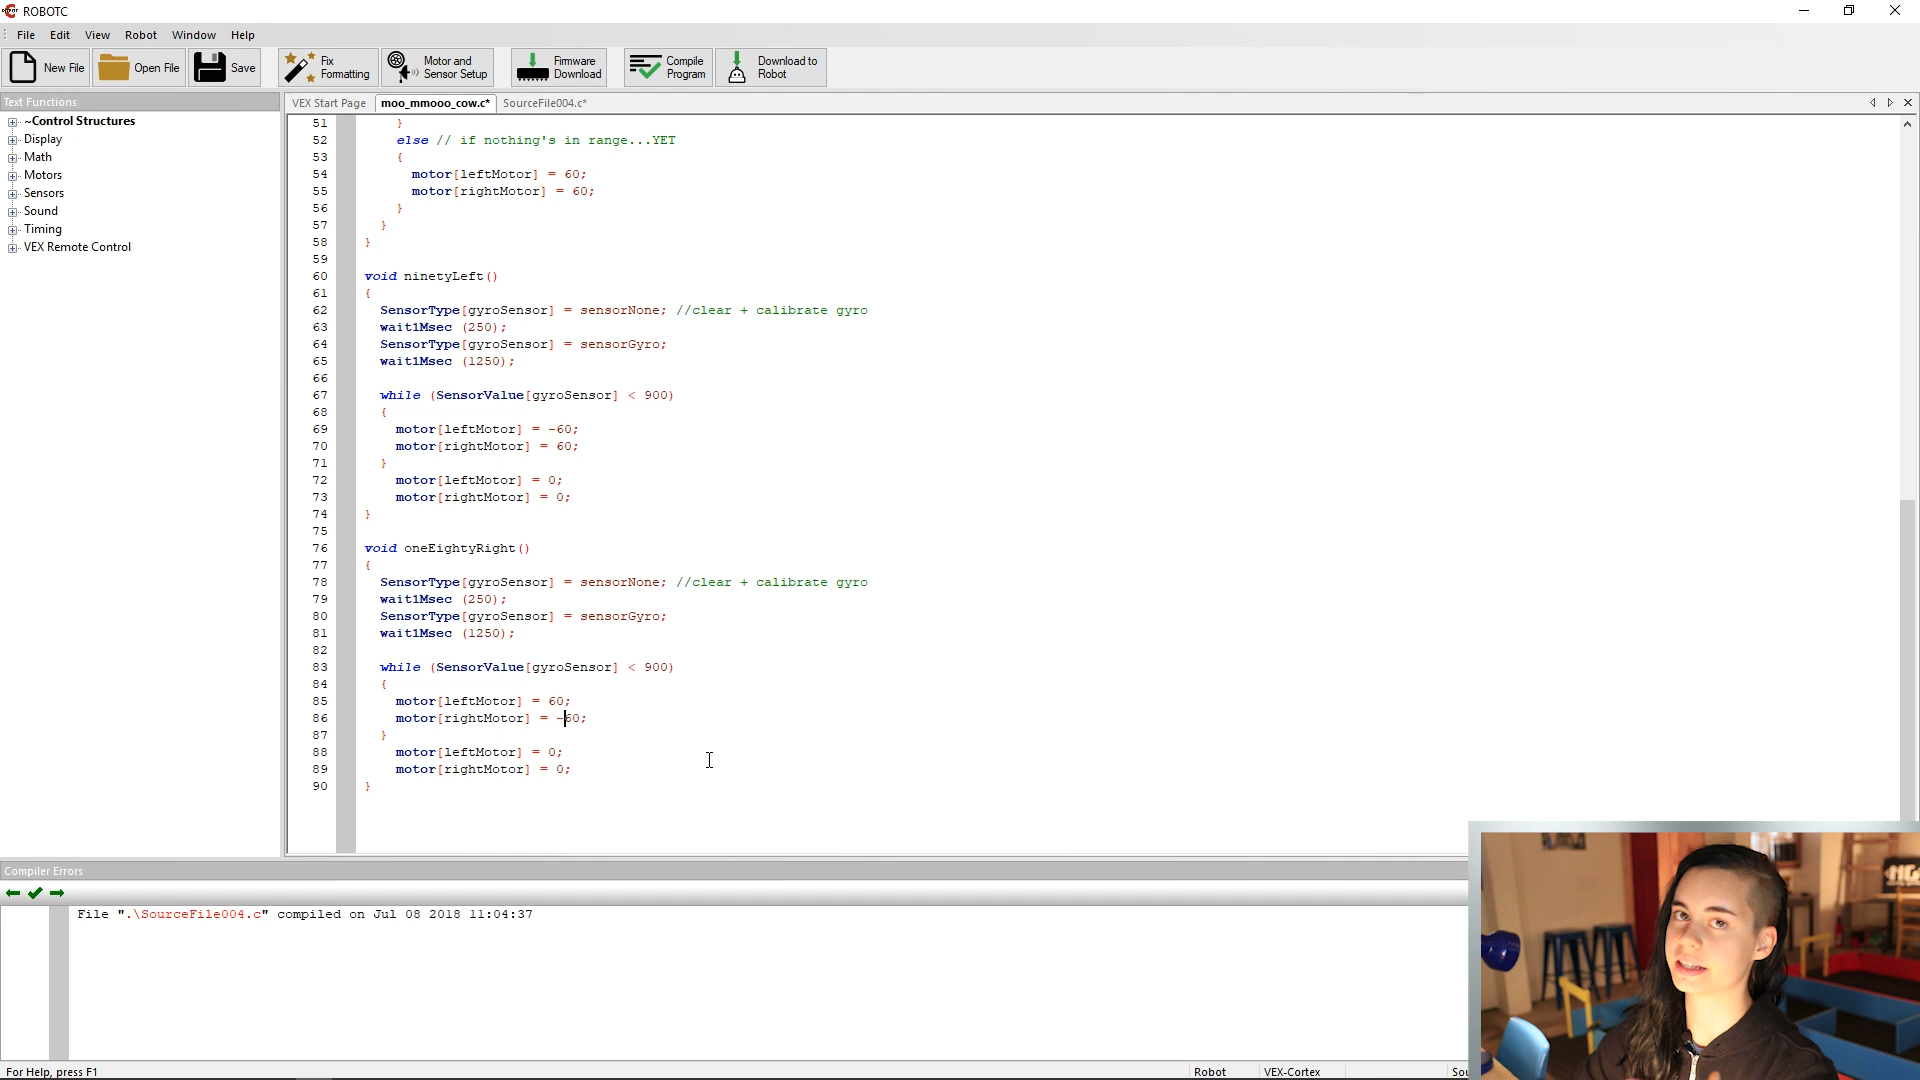 ROBOTC
File Edit View Robot Window Help
New File Open File Save Fix Formatting Motor and Sensor Setup Firmware Download Compile Program Download to Robot
Text Functions
~Control Structures
Display
Math
Motors
Sensors
Sound
Timing
VEX Remote Control
VEX Start Page moo_mmooo_cow.c* SourceFile004.c*
51 }
52 else // if nothing's in range...YET
53 {
54 motor[leftMotor] = 60;
55 motor[rightMotor] = 60;
56 }
57 }
58 }
59
60 void ninetyLeft()
61 {
62 SensorType[gyroSensor] = sensorNone; //clear + calibrate gyro
63 wait1Msec (250);
64 SensorType[gyroSensor] = sensorGyro;
65 wait1Msec (1250);
66
67 while (SensorValue[gyroSensor] < 900)
68 {
69 motor[leftMotor] = -60;
70 motor[rightMotor] = 60;
71 }
72 motor[leftMotor] = 0;
73 motor[rightMotor] = 0;
74 }
75
76 void oneEightyRight()
77 {
78 SensorType[gyroSensor] = sensorNone; //clear + calibrate gyro
79 wait1Msec (250);
80 SensorType[gyroSensor] = sensorGyro;
81 wait1Msec (1250);
82
83 while (SensorValue[gyroSensor] < 900)
84 {
85 motor[leftMotor] = 60;
86 motor[rightMotor] = -60;
87 }
88 motor[leftMotor] = 0;
89 motor[rightMotor] = 0;
90 }
Compiler Errors
File ".\SourceFile004.c" compiled on Jul 08 2018 11:04:37
For Help, press F1
Robot VEX-Cortex Sou